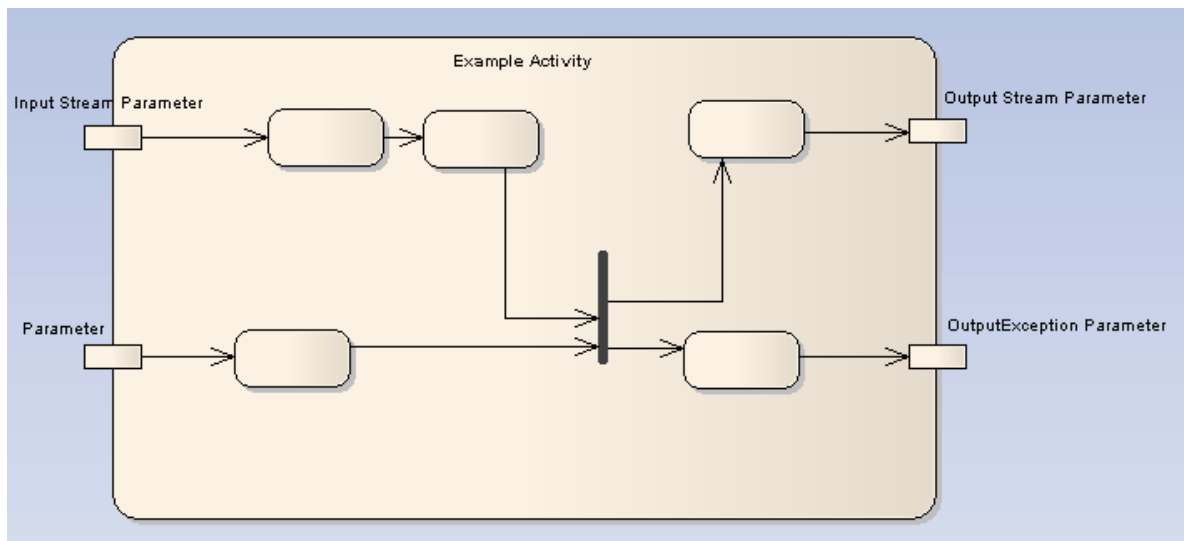 Example Activity
Input Stream Parameter
Output Stream Parameter
Parameter
OutputException Parameter